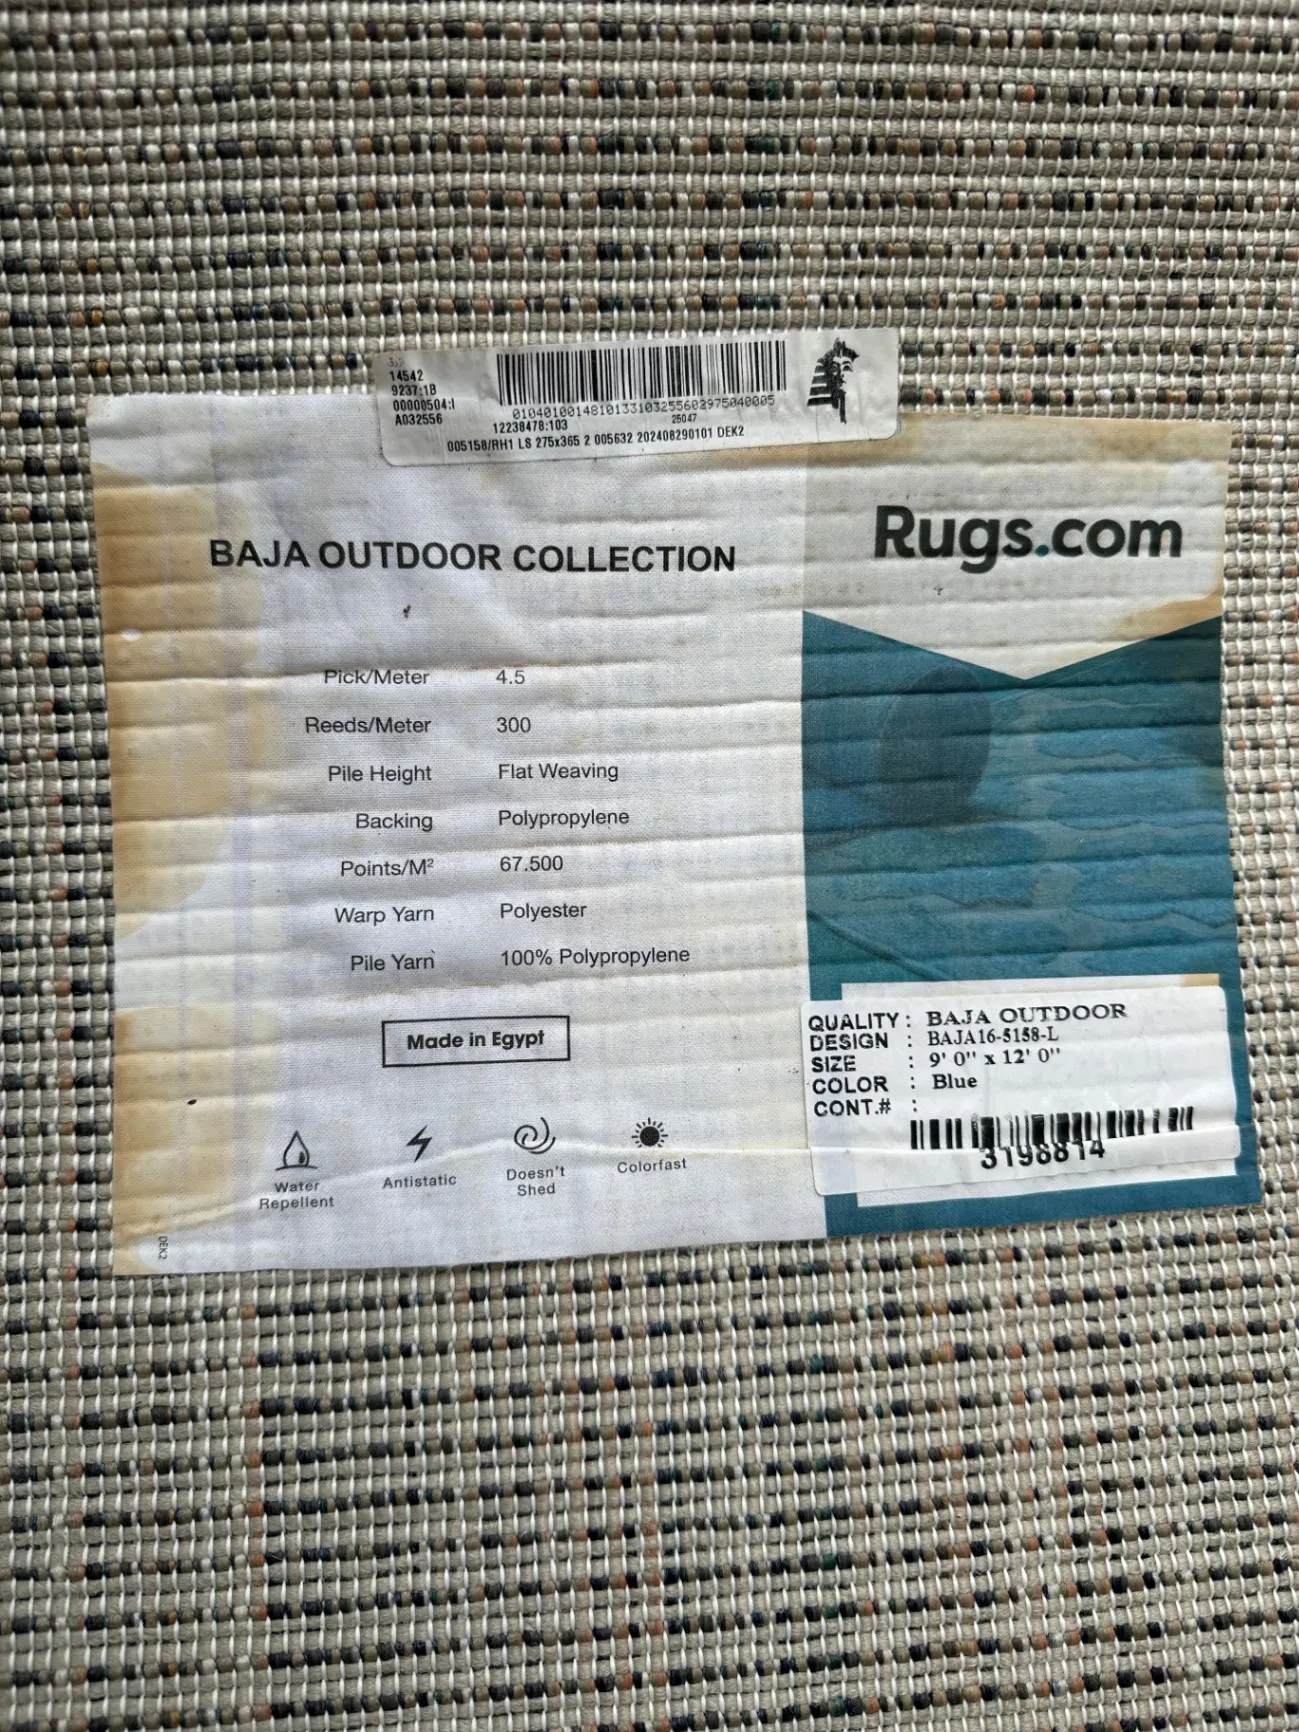 14542
9237:1B
00000504:I
A032556
010401001481013310325560297504​0005
12238478:103
25047
005158/RH1 LS 275x365 2 005632 202408290101 DEK2
BAJA OUTDOOR COLLECTION
Rugs.com
Pick/Meter 4.5
Reeds/Meter 300
Pile Height Flat Weaving
Backing Polypropylene
Points/M² 67.500
Warp Yarn Polyester
Pile Yarn 100% Polypropylene
Made in Egypt
Water
Repellent
Antistatic
Doesn't
Shed
Colorfast
DEK2
QUALITY : BAJA OUTDOOR
DESIGN : BAJA16-5158-L
SIZE : 9' 0" x 12' 0"
COLOR : Blue
CONT.# :
3198814